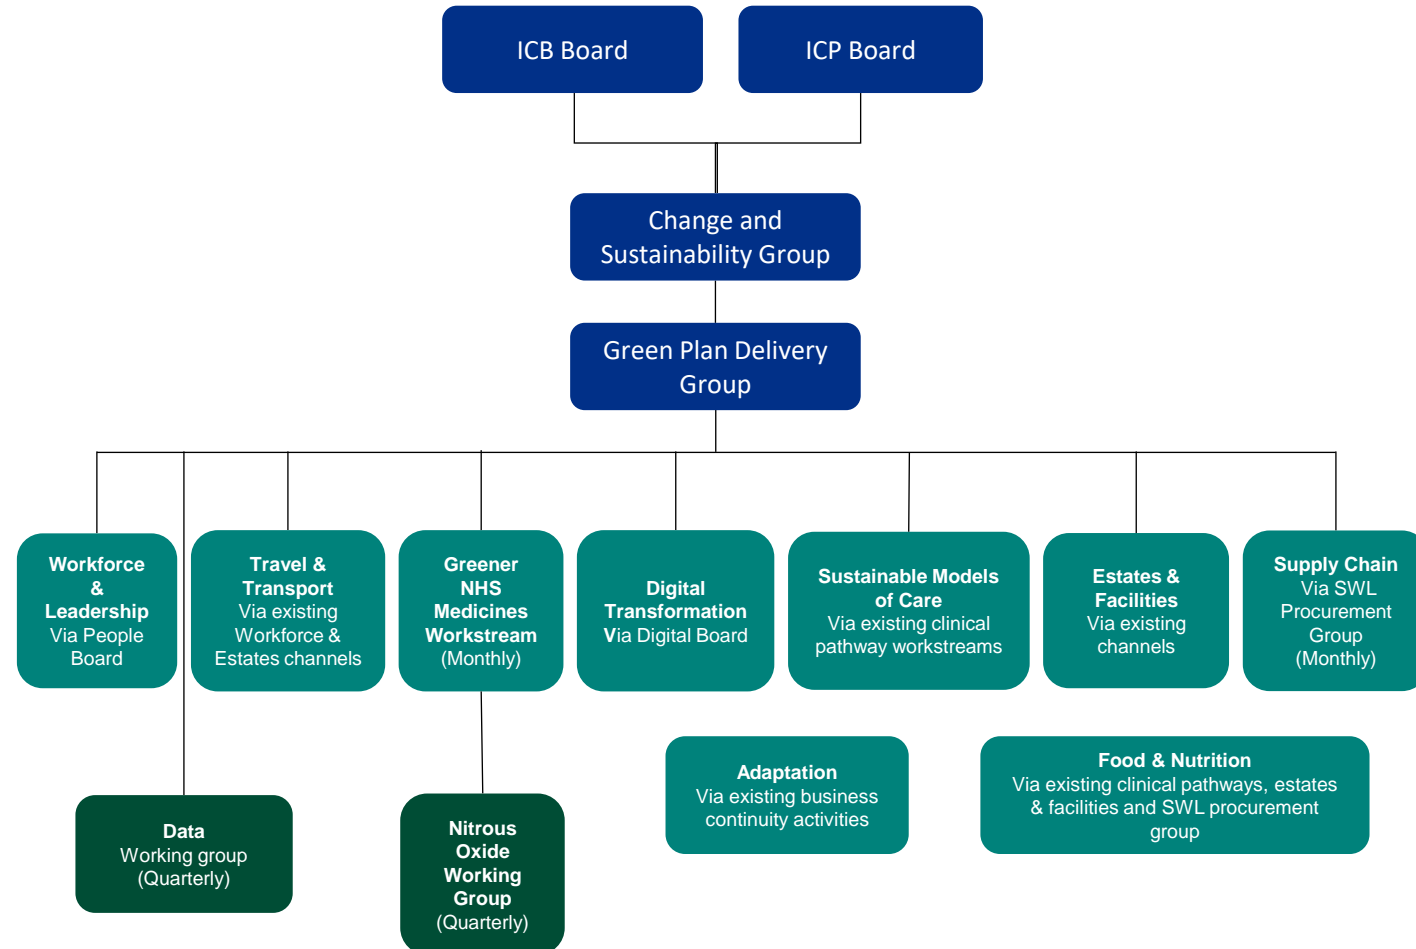 ICB Board
ICP Board
Change and
Sustainability Group
Green Plan Delivery
Group
Workforce
&
Leadership
Via People
Board
Travel &
Transport
Via existing
Workforce &
Estates channels
Greener
NHS
Medicines
Workstream
(Monthly)
Digital
Transformation
Via Digital Board
Sustainable Models
of Care
Via existing clinical
pathway workstreams
Estates &
Facilities
Via existing
channels
Supply Chain
Via SWL
Procurement
Group
(Monthly)
Adaptation
Via existing business
continuity activities
Food & Nutrition
Via existing clinical pathways, estates
& facilities and SWL procurement
group
Data
Working group
(Quarterly)
Nitrous
Oxide
Working
Group
(Quarterly)